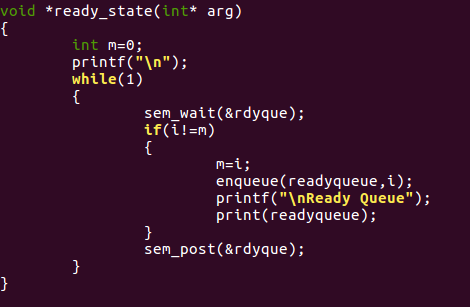 void *ready_state(int* arg)
{
        int m=0;
        printf("\n");
        while(1)
        {
                sem_wait(&rdyque);
                if(i!=m)
                {
                        m=i;
                        enqueue(readyqueue,i);
                        printf("\nReady Queue");
                        print(readyqueue);
                }
                sem_post(&rdyque);
        }
}